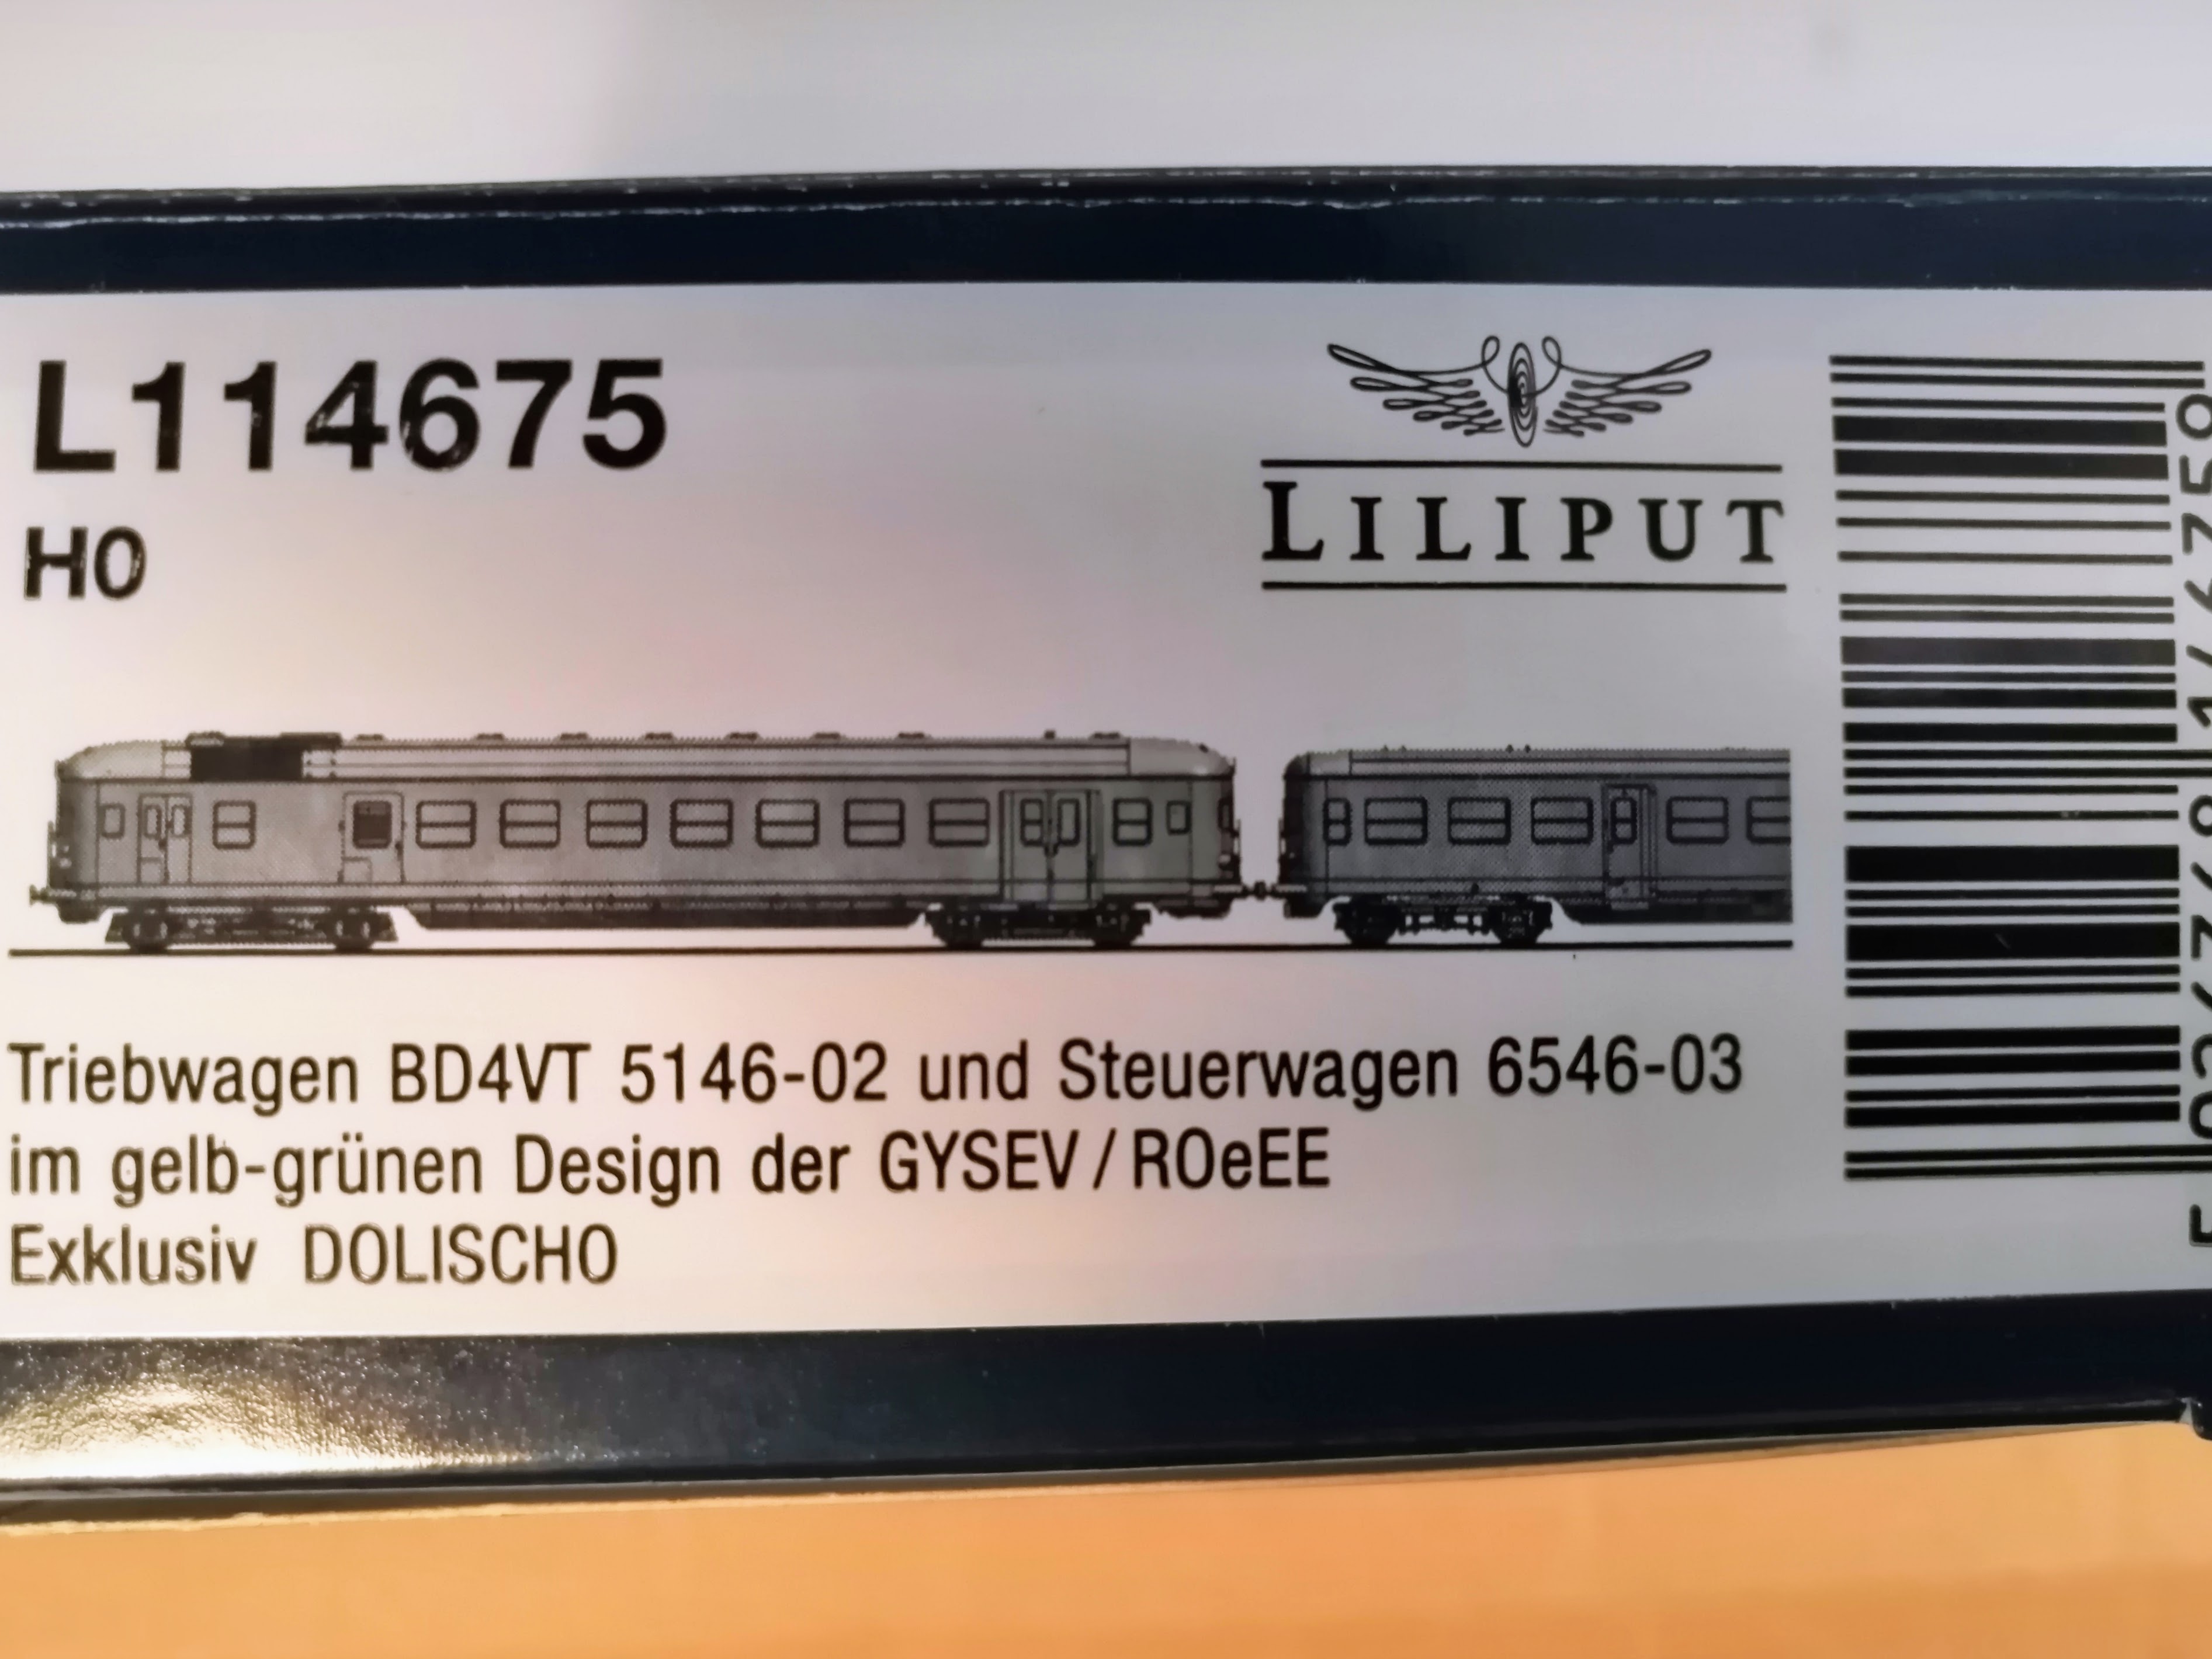 L114675
H0
LILIPUT
Triebwagen BD4VT 5146-02 und Steuerwagen 6546-03
im gelb-grünen Design der GYSEV / ROeEE
Exklusiv DOLISCHO